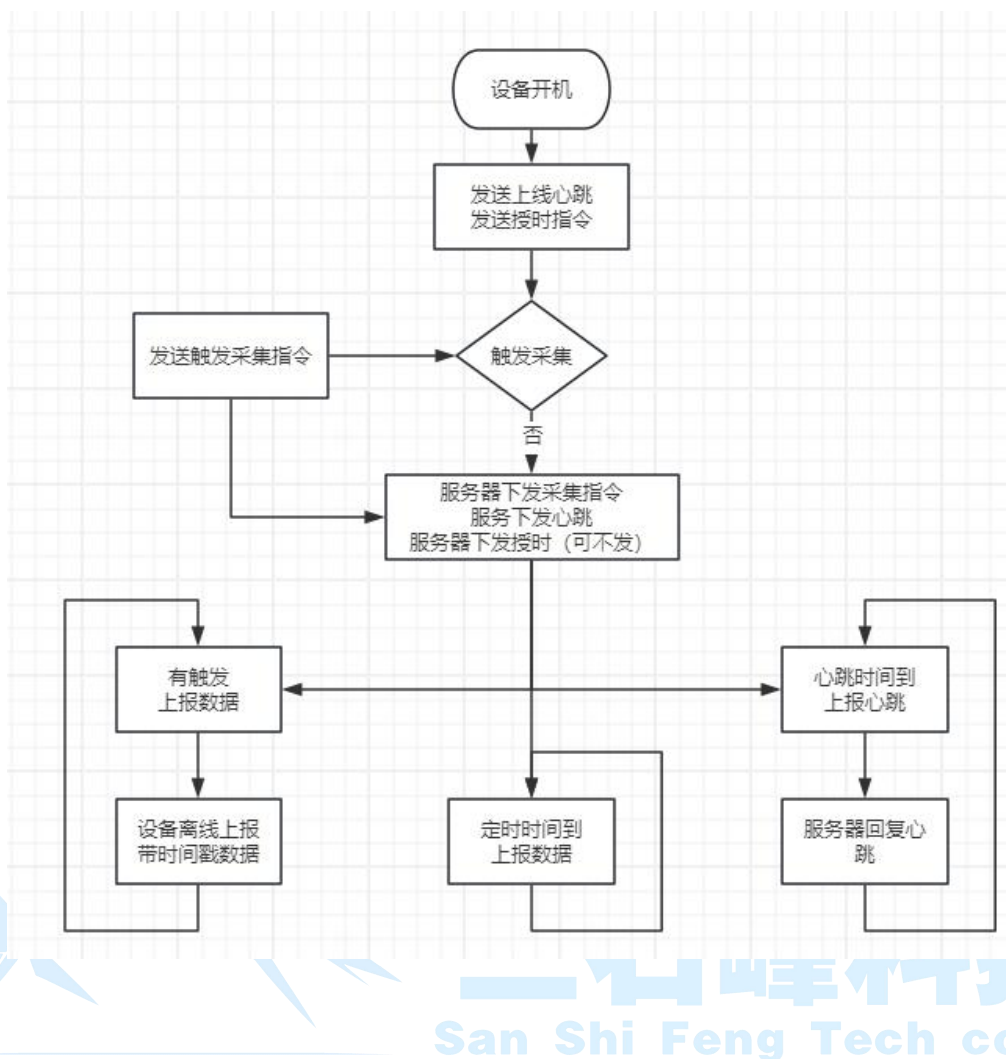 设备开机
发送上线心跳
发送授时指令
发送触发采集指令
触发采集
否
服务器下发采集指令
服务下发心跳
服务器下发授时（可不发）
有触发
上报数据
心跳时间到
上报心跳
设备离线上报
带时间戳数据
定时时间到
上报数据
服务器回复心
跳
San Shi Feng Tech